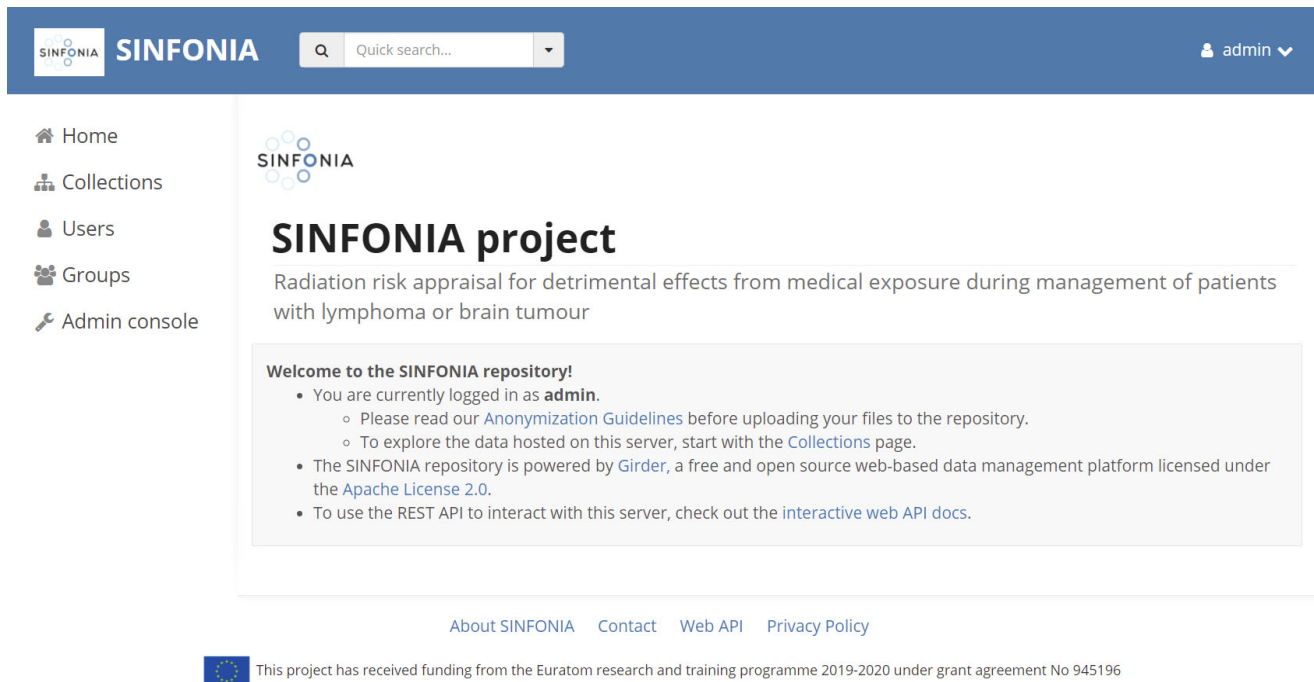 SINFONIA SINFONIA Quick search... admin
Home
Collections
Users
Groups
Admin console
SINFONIA
SINFONIA project
Radiation risk appraisal for detrimental effects from medical exposure during management of patients
with lymphoma or brain tumour
Welcome to the SINFONIA repository!
• You are currently logged in as admin.
◦ Please read our Anonymization Guidelines before uploading your files to the repository.
◦ To explore the data hosted on this server, start with the Collections page.
• The SINFONIA repository is powered by Girder, a free and open source web-based data management platform licensed under
the Apache License 2.0.
• To use the REST API to interact with this server, check out the interactive web API docs.
About SINFONIA Contact Web API Privacy Policy
This project has received funding from the Euratom research and training programme 2019-2020 under grant agreement No 945196